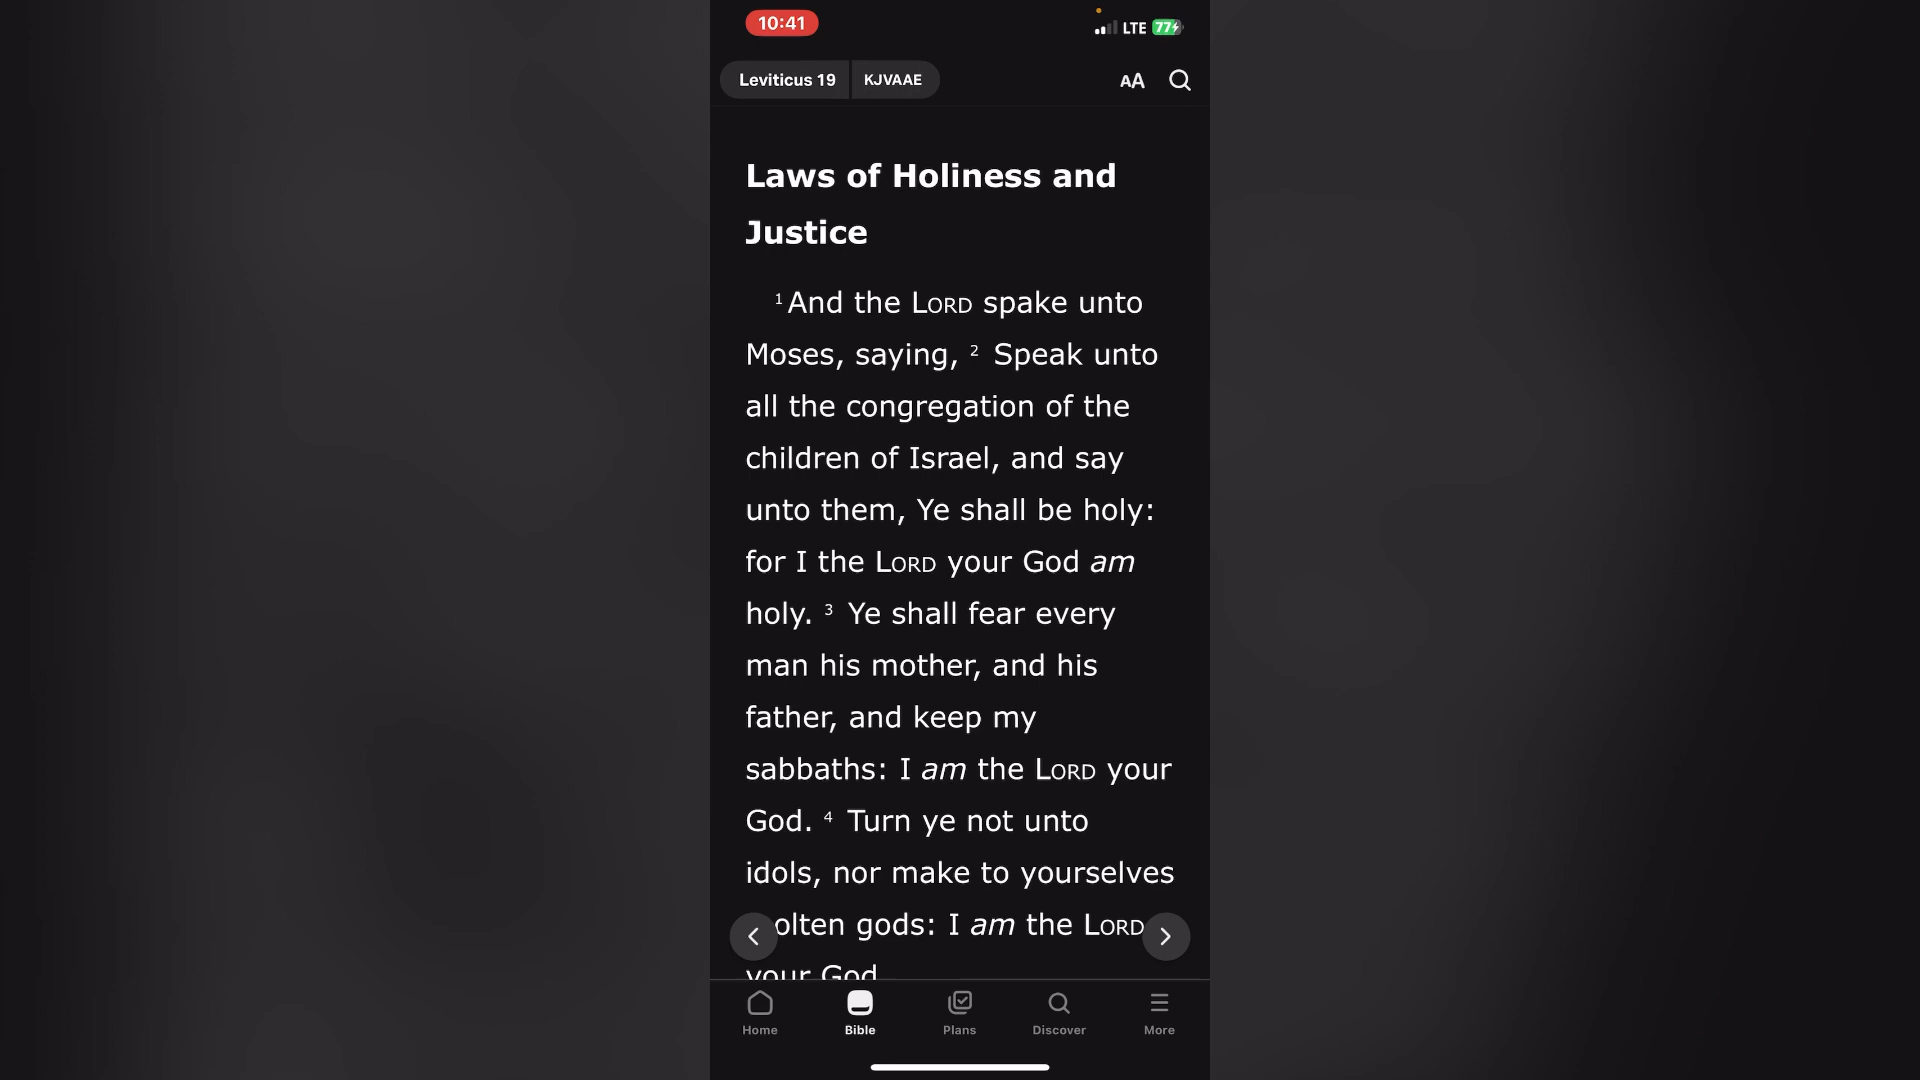 10:41
LTE 77
Leviticus 19 KJVAAE AA
Laws of Holiness and
Justice
1 And the LORD spake unto
Moses, saying, 2 Speak unto
all the congregation of the
children of Israel, and say
unto them, Ye shall be holy:
for I the LORD your God am
holy. 3 Ye shall fear every
man his mother, and his
father, and keep my
sabbaths: I am the LORD your
God. 4 Turn ye not unto
idols, nor make to yourselves
olten gods: I am the LORD
your God
Home Bible Plans Discover More